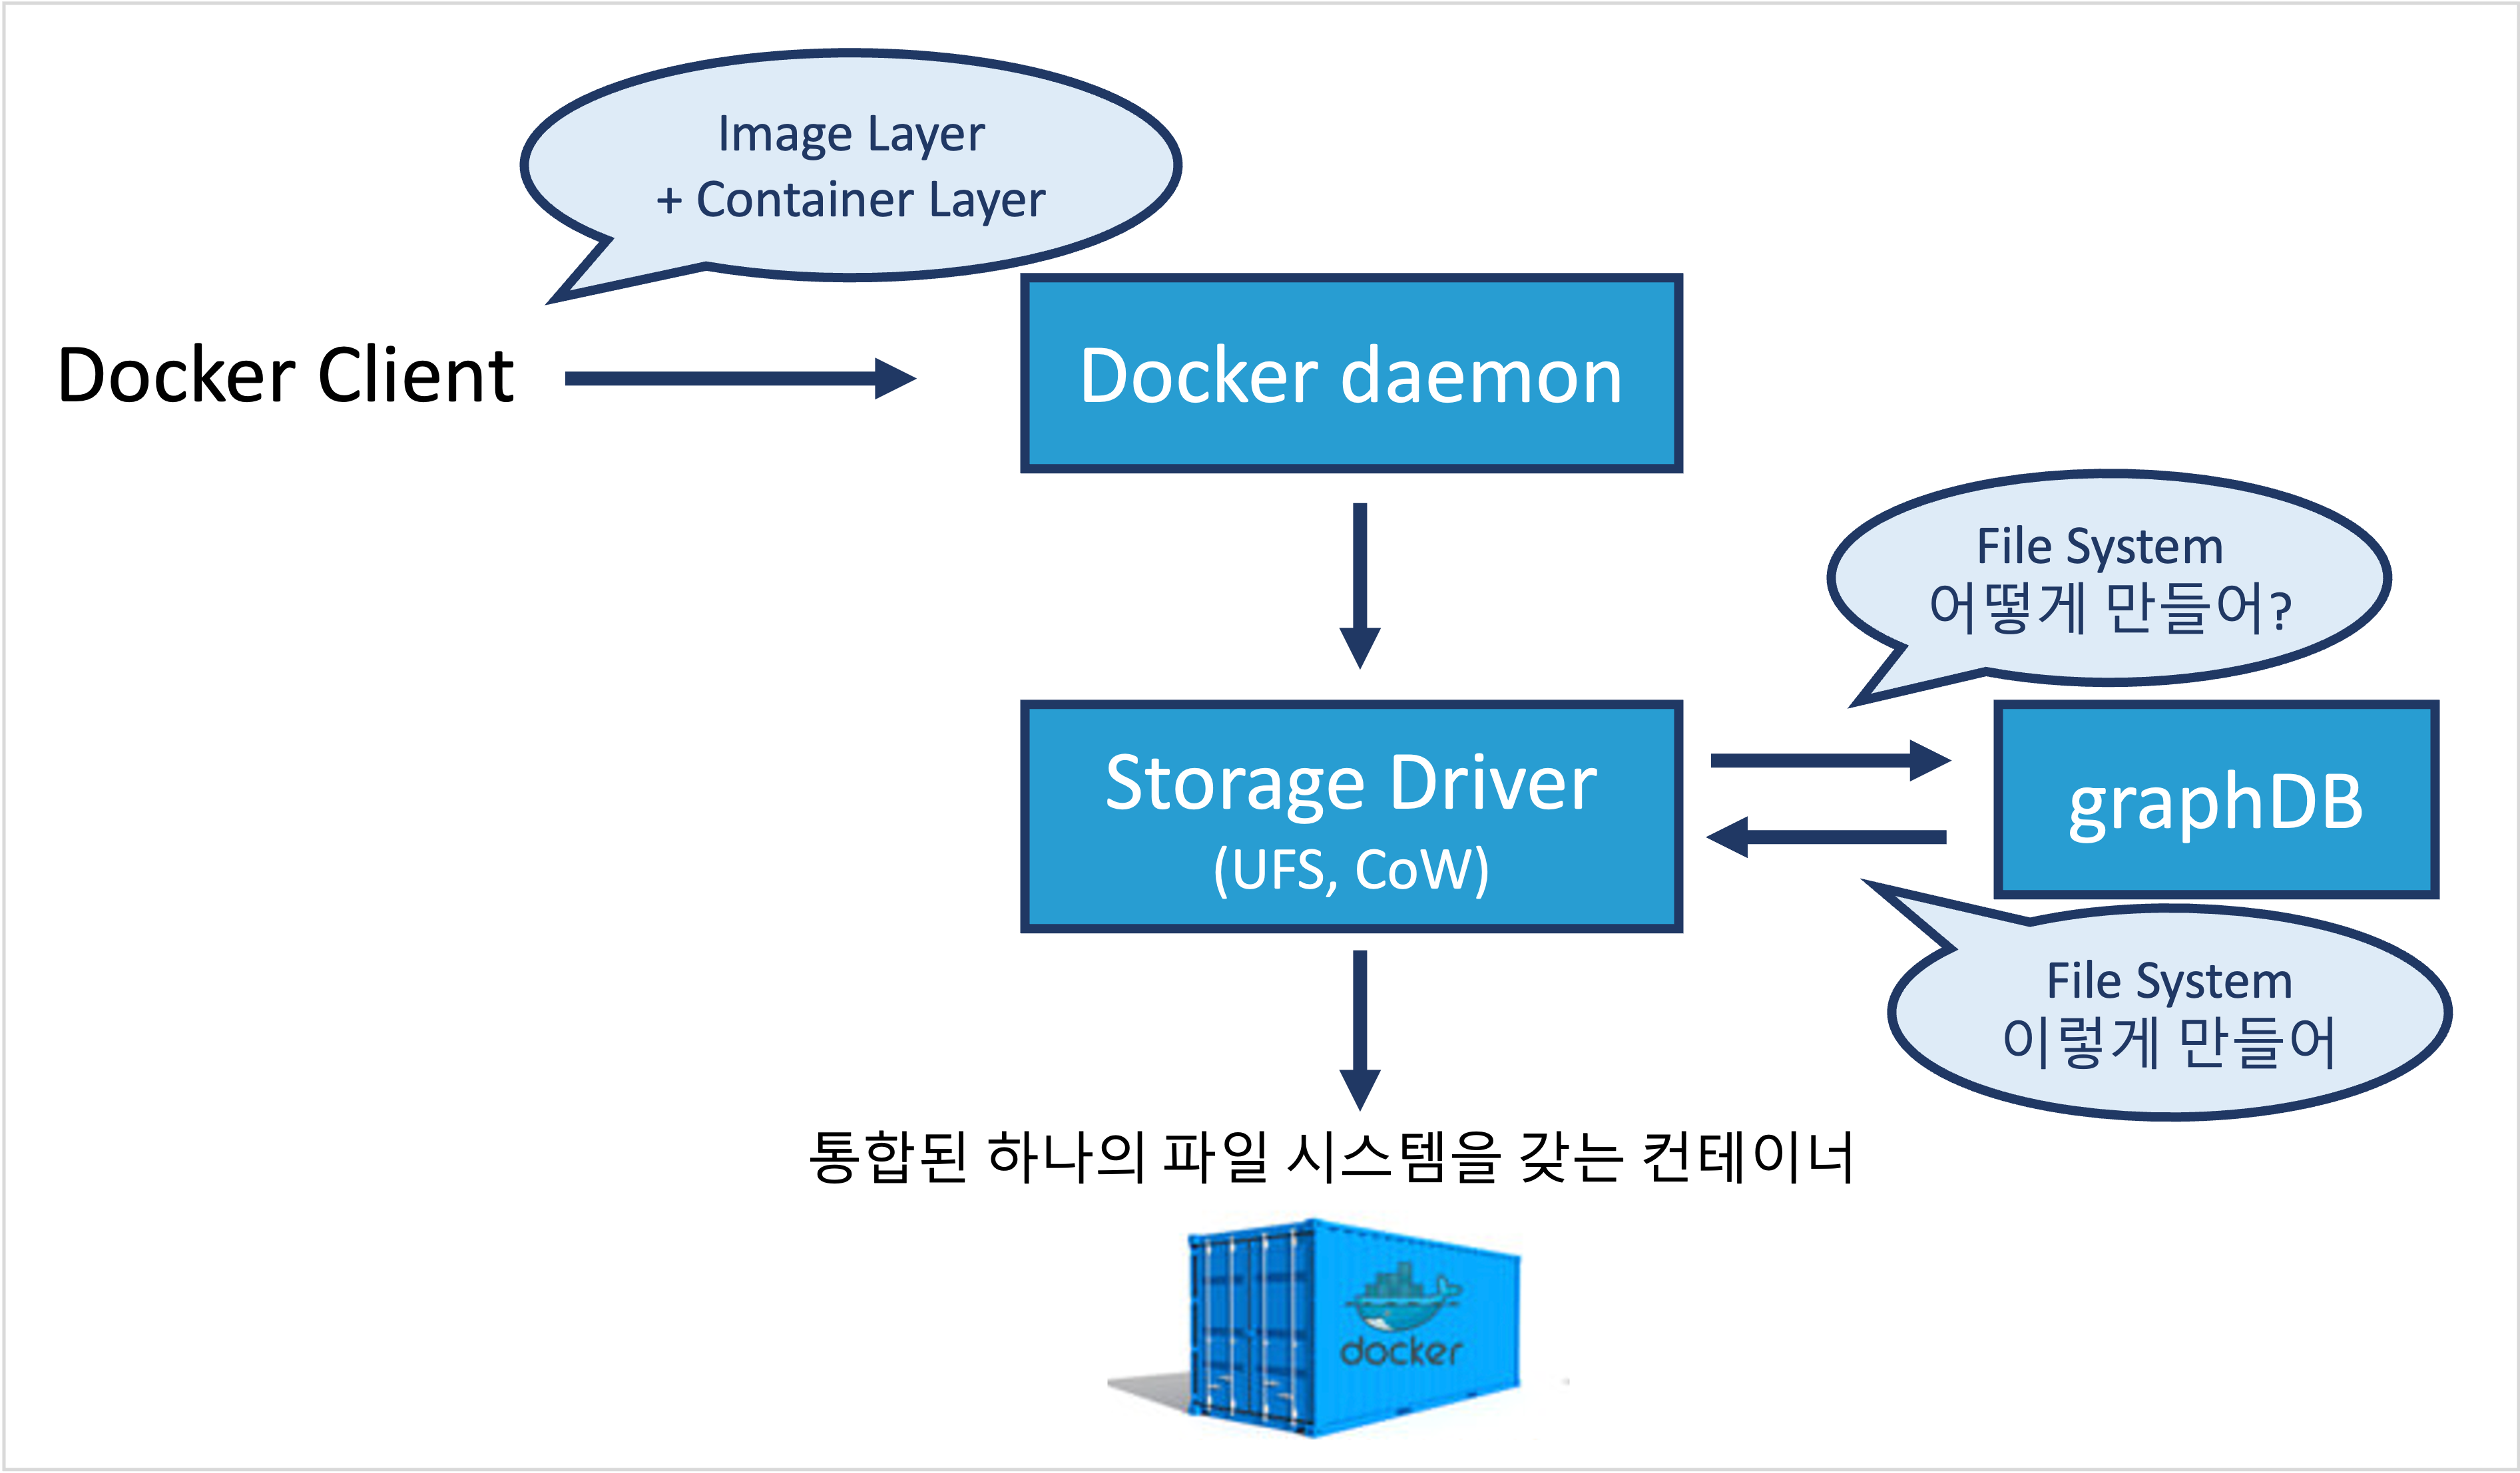 Image Layer
+ Container Layer
Docker Client
Docker daemon
File System
어떻게 만들어?
Storage Driver
(UFS, CoW)
graphDB
File System
이렇게 만들어
통합된 하나의 파일 시스템을 갖는 컨테이너
docker